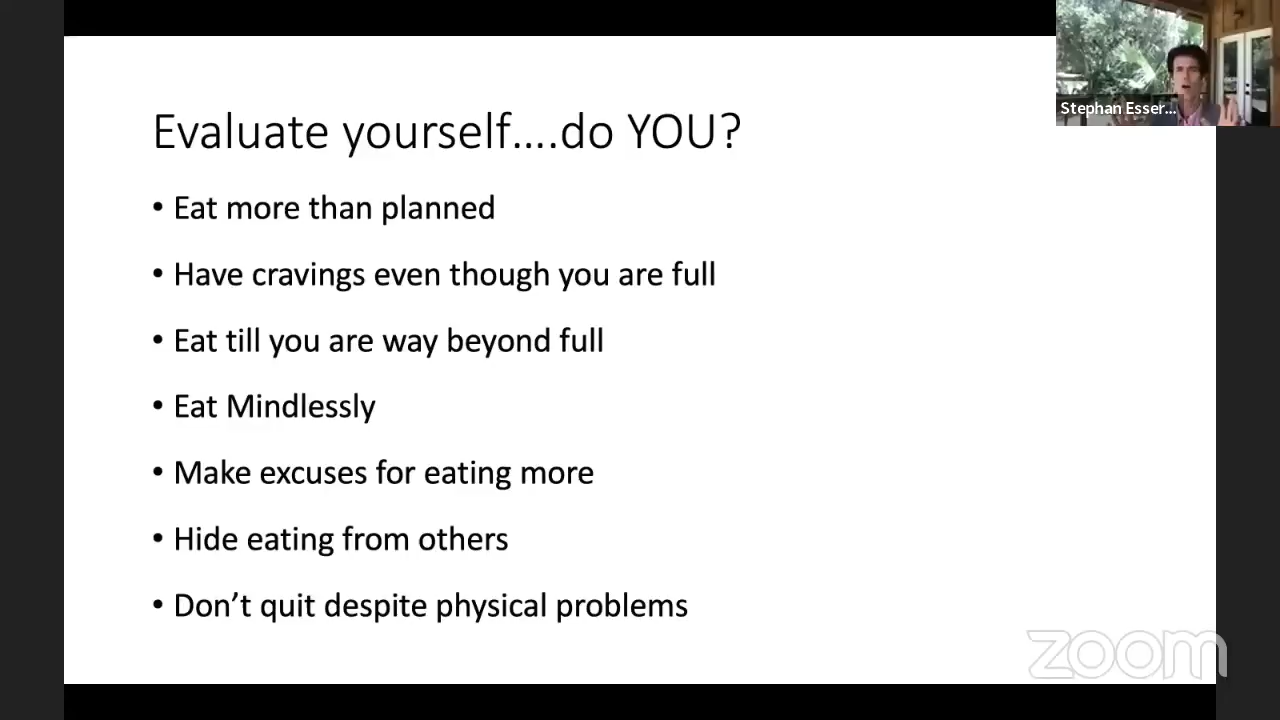 Stephan Esser...
Evaluate yourself….do YOU?
• Eat more than planned
• Have cravings even though you are full
• Eat till you are way beyond full
• Eat Mindlessly
• Make excuses for eating more
• Hide eating from others
• Don’t quit despite physical problems
zoom